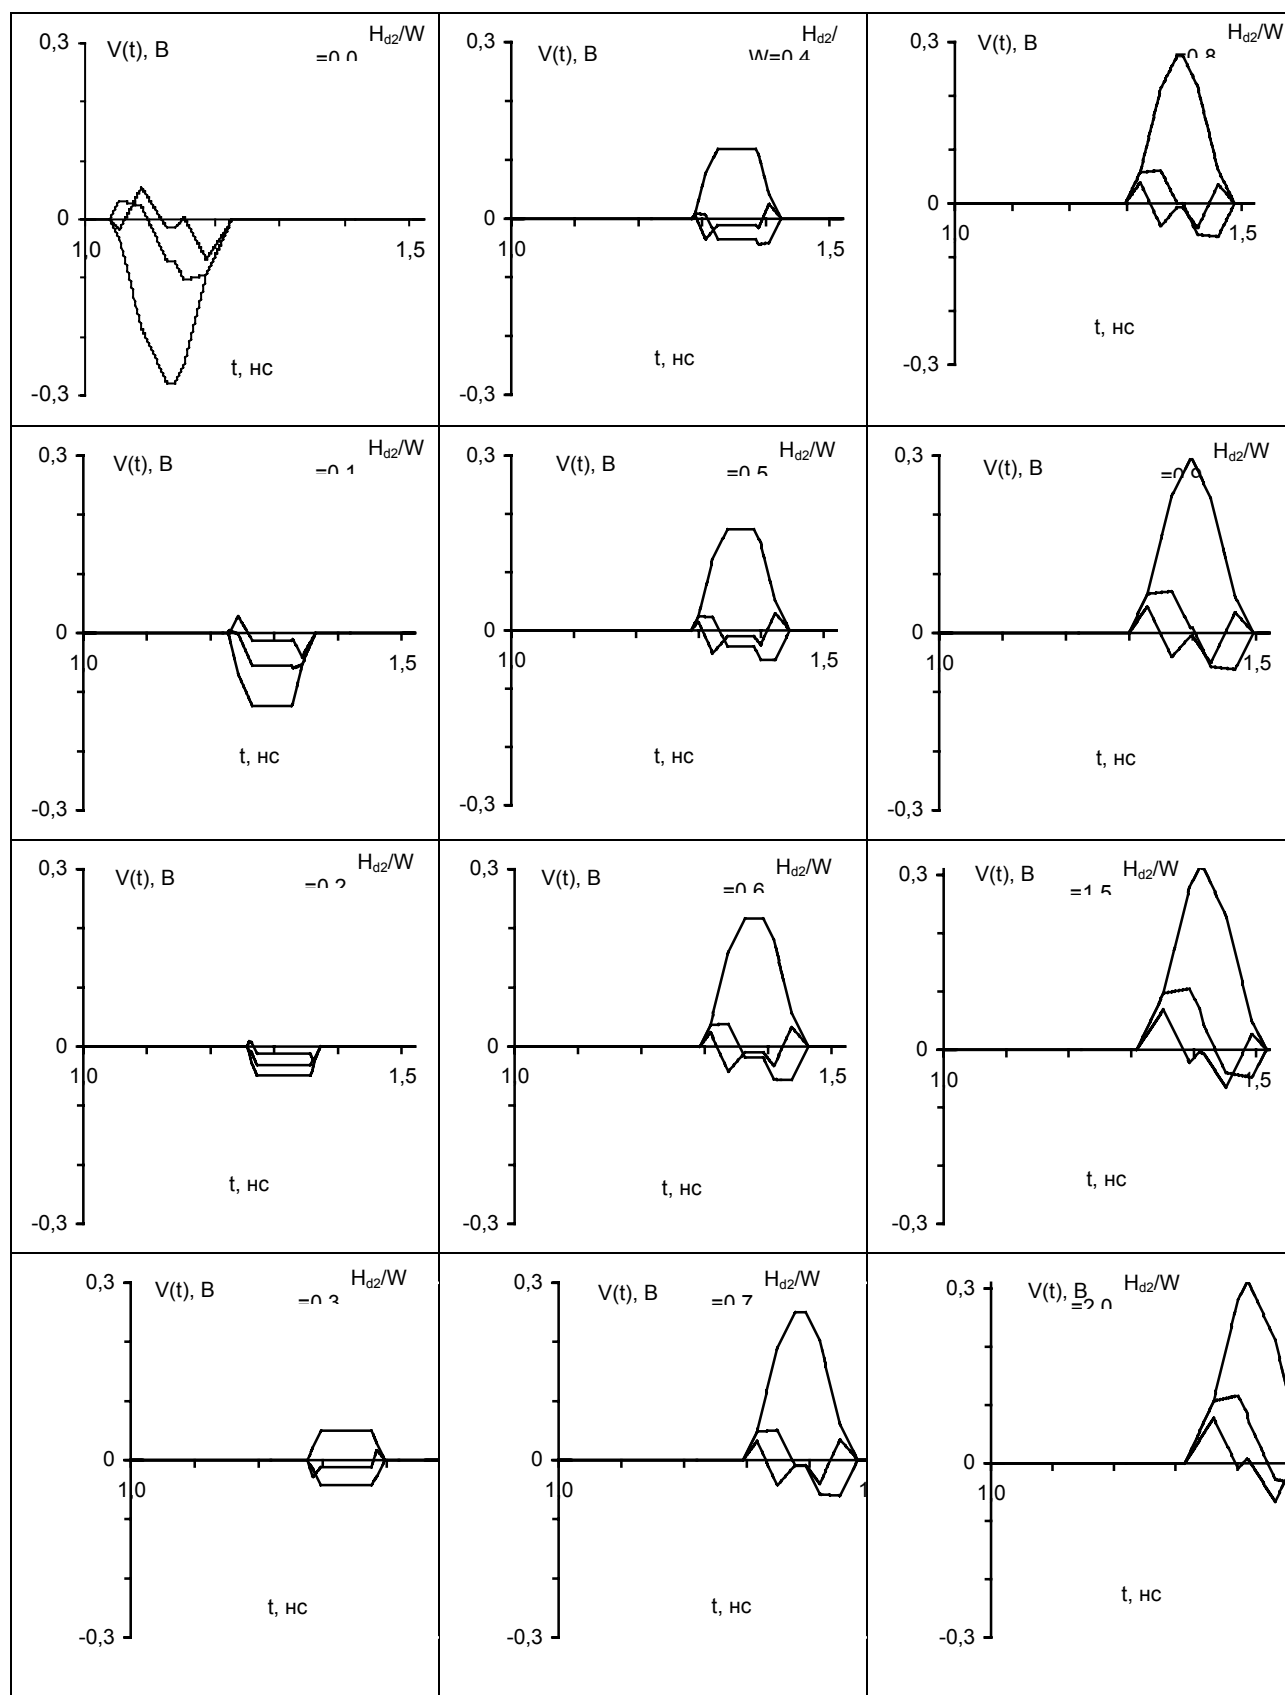 0,3 V(t), В H_d2/W
=0.0
0
1,0 1,5
t, нс
-0,3
0,3 V(t), В H_d2/
W=0.4
0
1,0 1,5
t, нс
-0,3
0,3 V(t), В H_d2/W
=0.8
0
1,0 1,5
t, нс
-0,3
0,3 V(t), В H_d2/W
=0.1
0
1,0 1,5
t, нс
-0,3
0,3 V(t), В H_d2/W
=0.5
0
1,0 1,5
t, нс
-0,3
0,3 V(t), В H_d2/W
=0.9
0
1,0 1,5
t, нс
-0,3
0,3 V(t), В H_d2/W
=0.2
0
1,0 1,5
t, нс
-0,3
0,3 V(t), В H_d2/W
=0.6
0
1,0 1,5
t, нс
-0,3
0,3 V(t), В H_d2/W
=1.5
0
1,0 1,5
t, нс
-0,3
0,3 V(t), В H_d2/W
=0.3
0
1,0
t, нс
-0,3
0,3 V(t), В H_d2/W
=0.7
0
1,0
t, нс
-0,3
0,3 V(t), В H_d2/W
=2.0
0
1,0
t, нс
-0,3